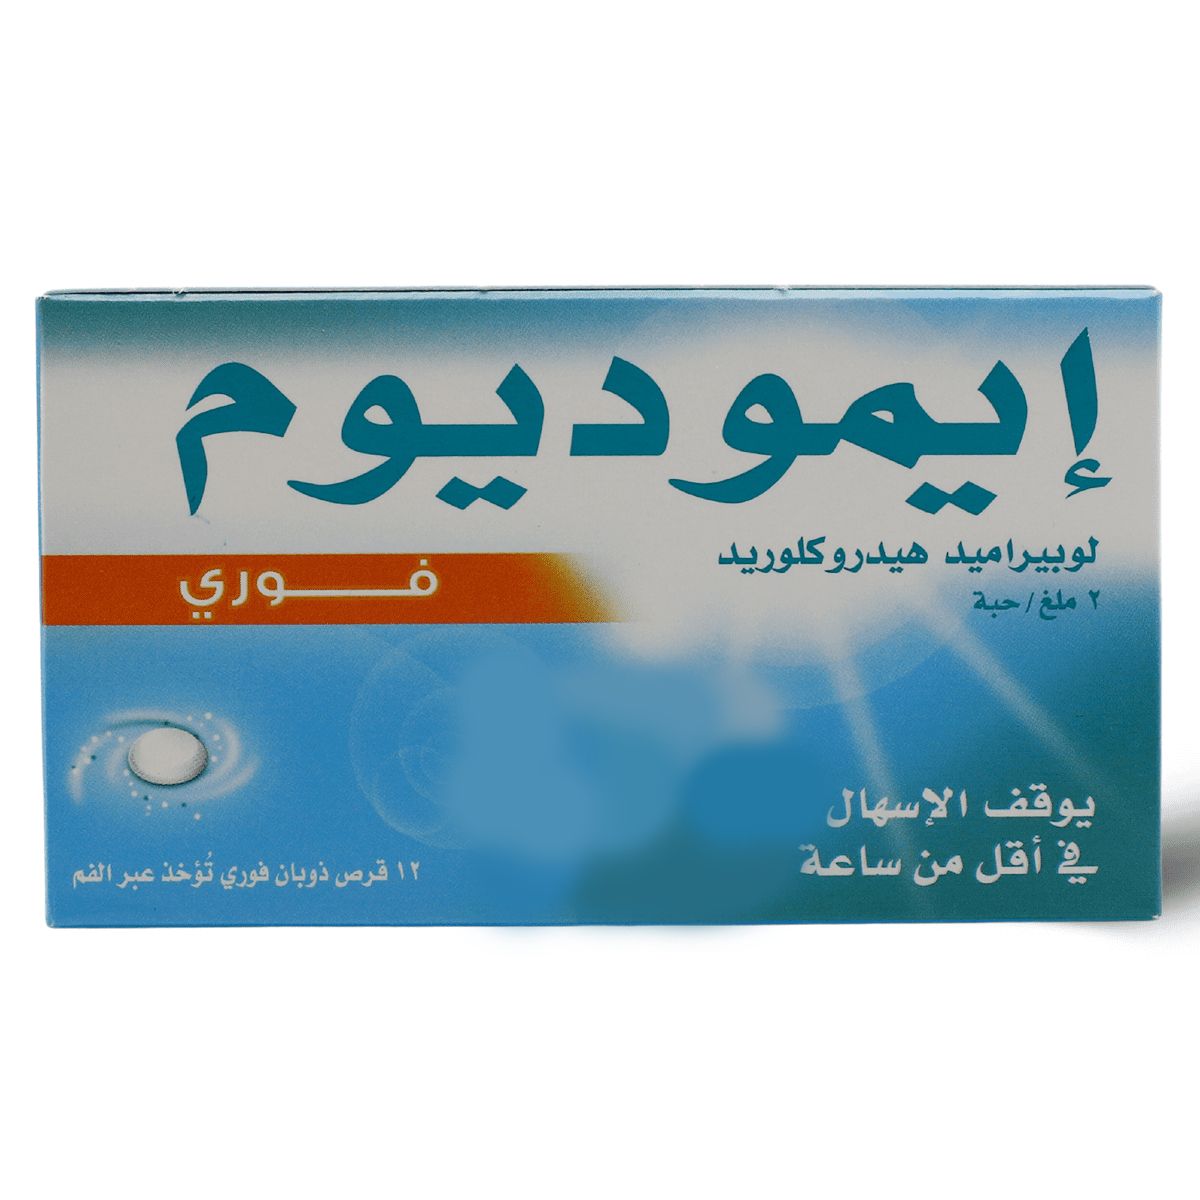 إيموديوم
لوبيراميد هيدروكلوريد
٢ ملغ/حبة
فوري
يوقف الإسهال
في أقل من ساعة
١٢ قرص ذوبان فوري تُؤخذ عبر الفم